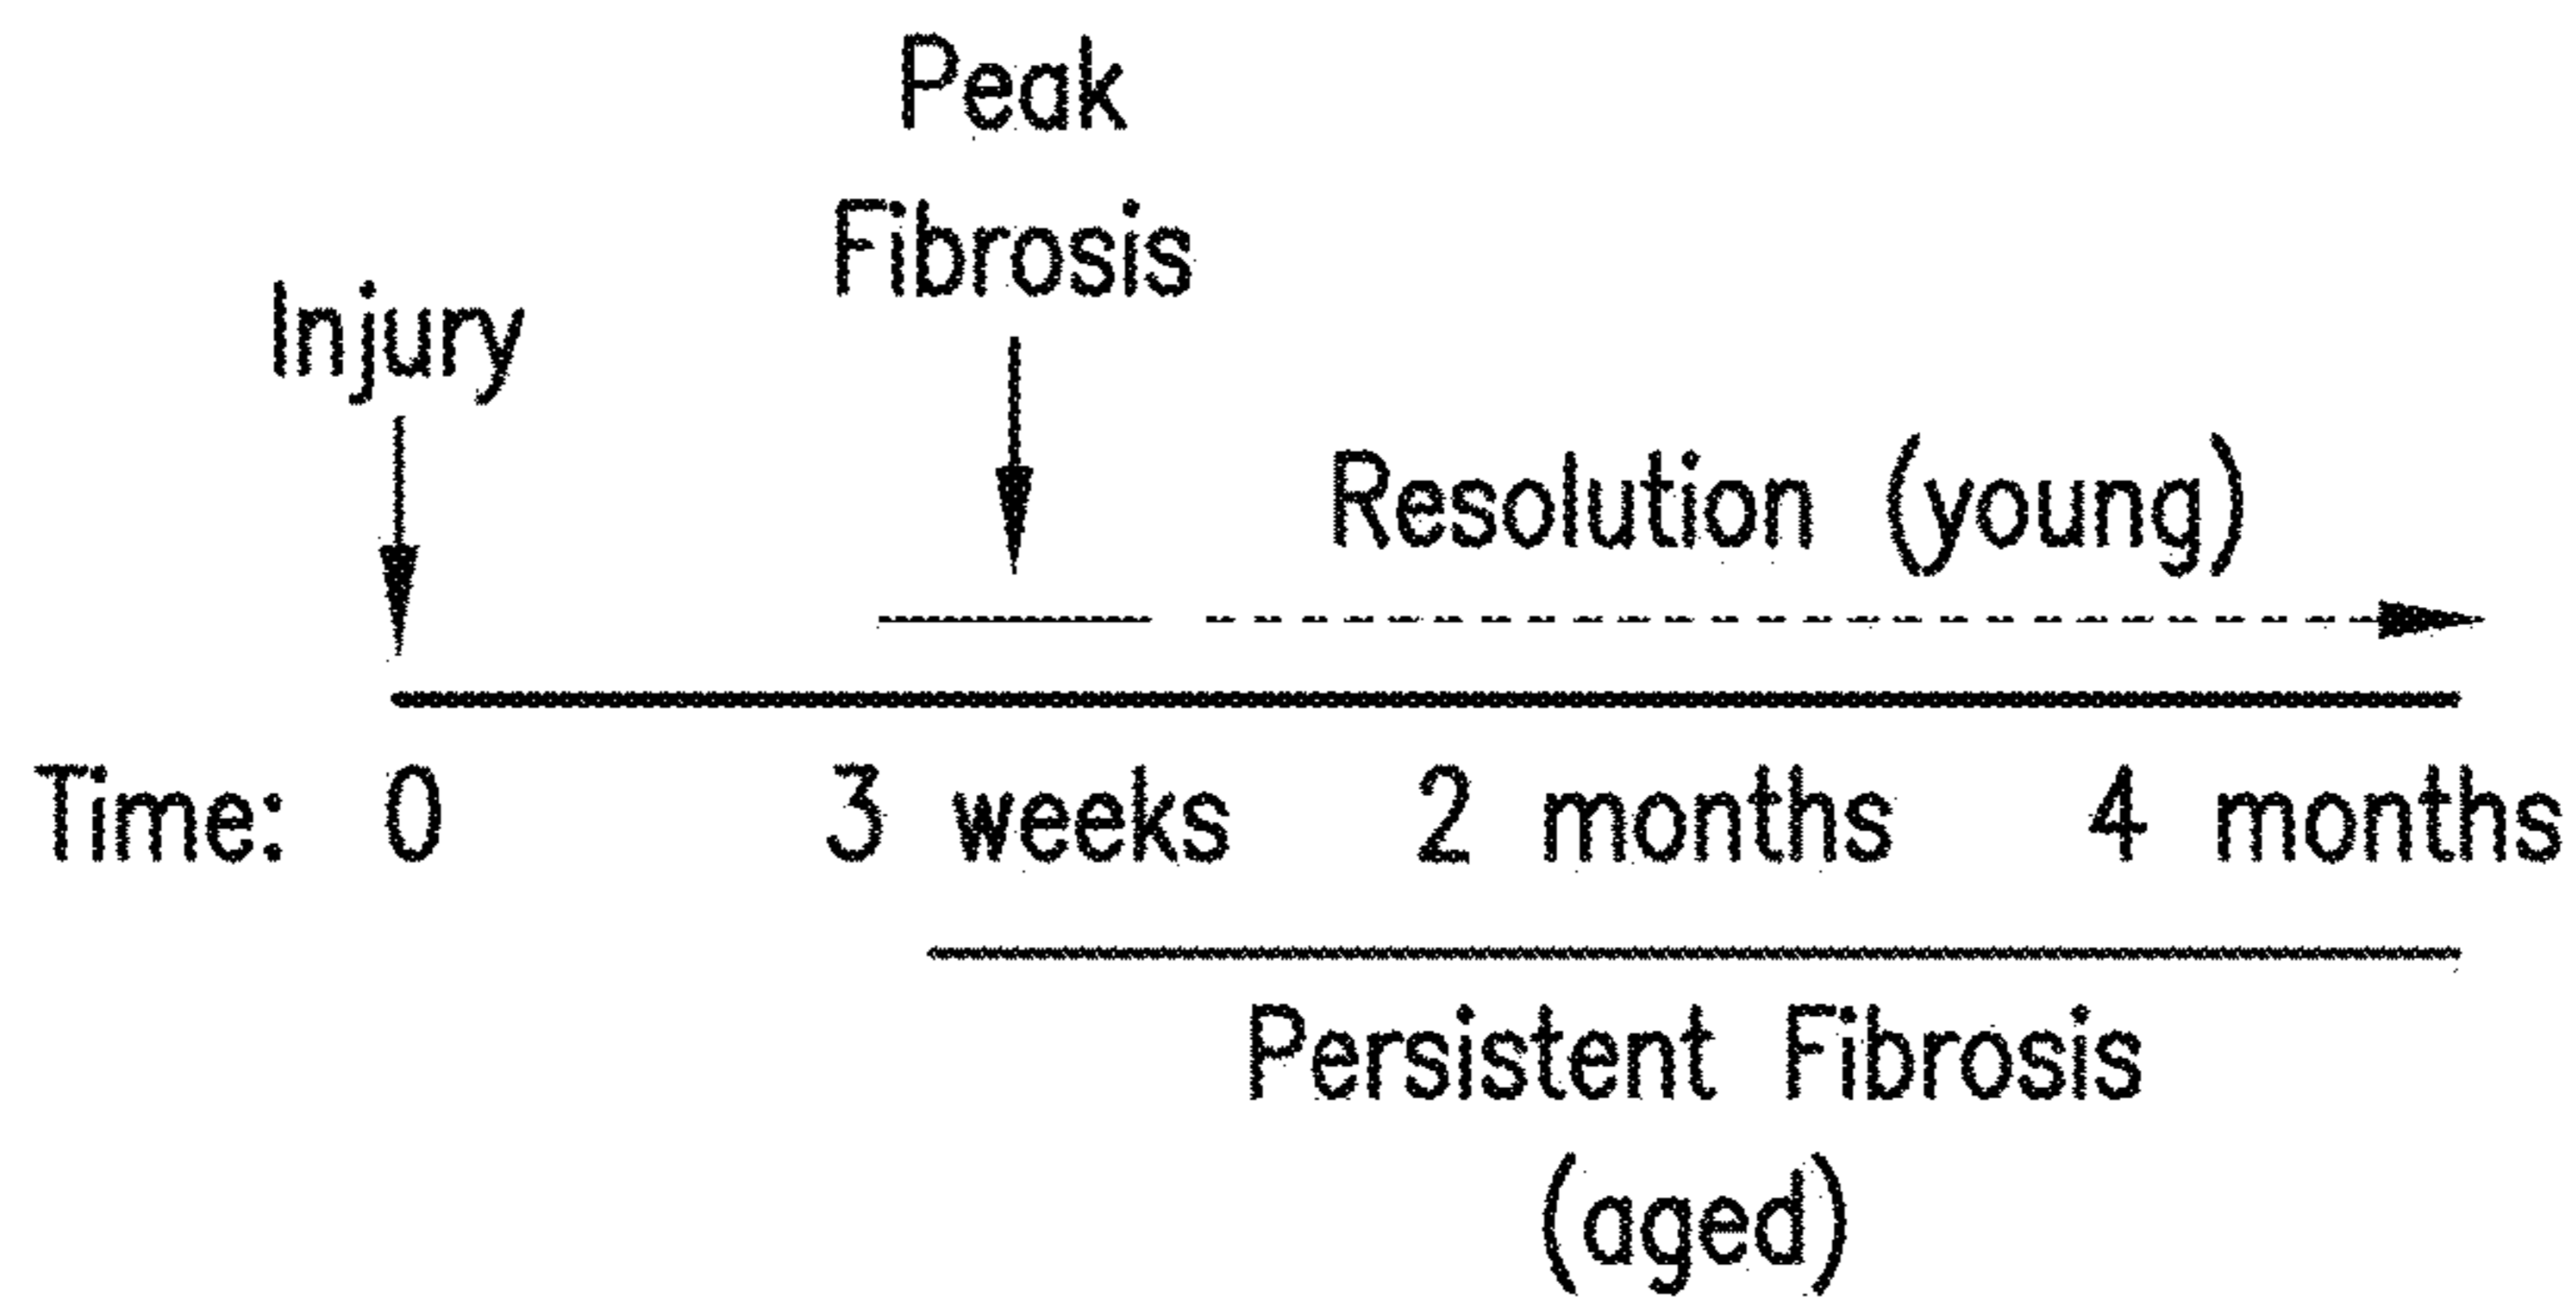 Peak
Fibrosis
Injury
Resolution (young)
Time: 0 3 weeks 2 months 4 months
Persistent Fibrosis
(aged)